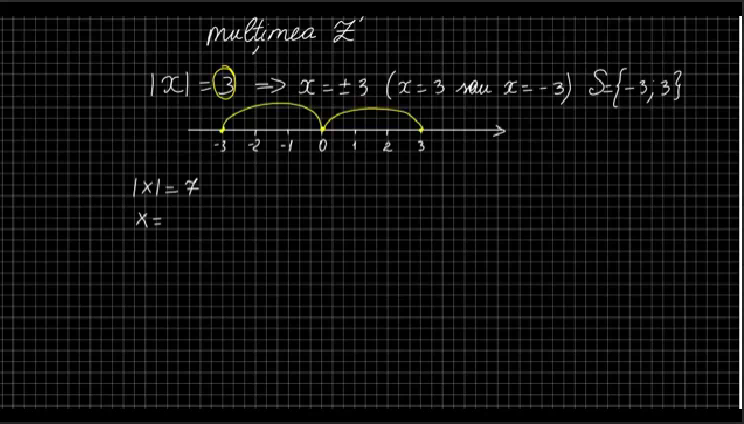 mulțimea Z
|x| = 3 => x = ± 3 (x = 3 sau x = -3) S={-3; 3}
-3 -2 -1 0 1 2 3
|x| = 7
x =